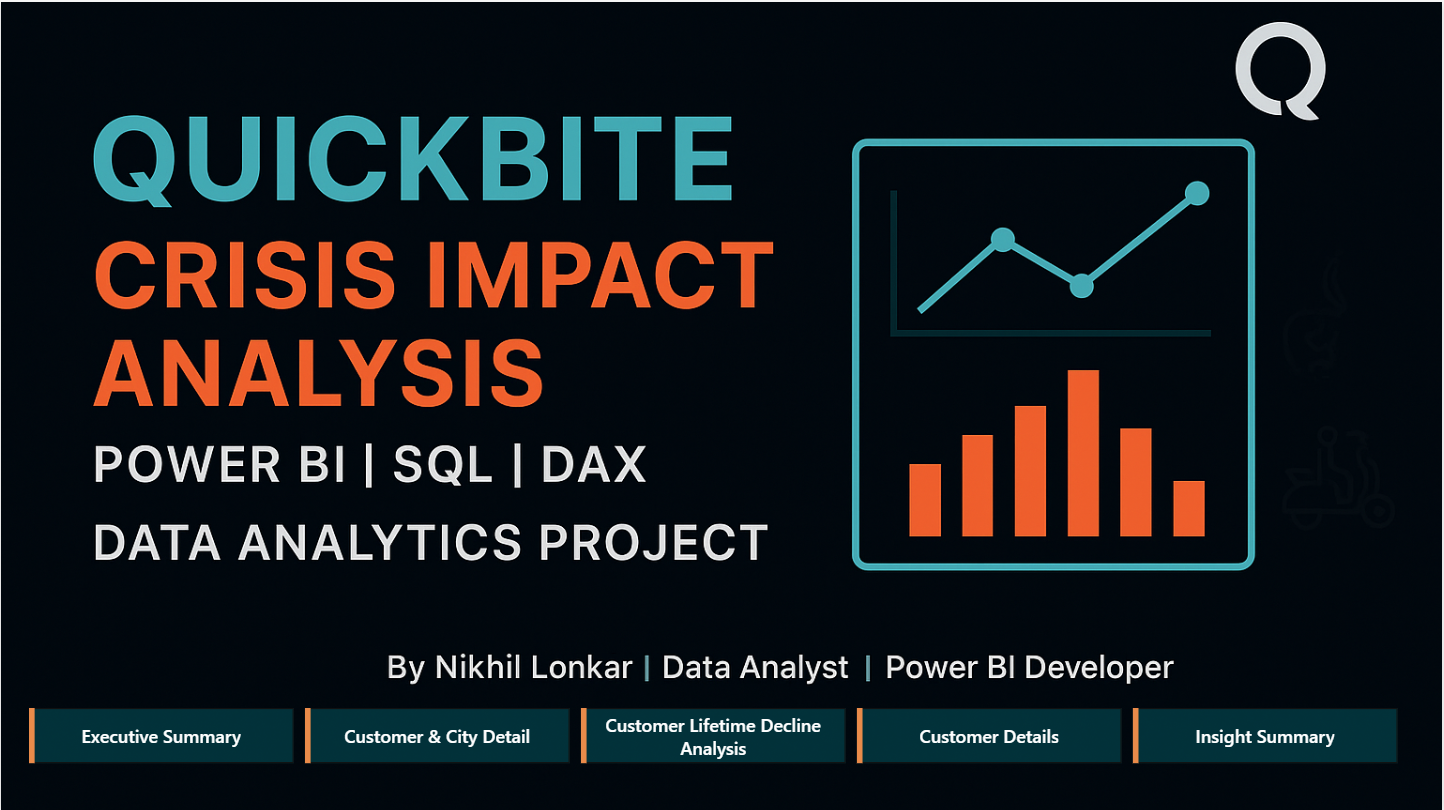 QUICKBITE
CRISIS IMPACT
ANALYSIS
POWER BI | SQL | DAX
DATA ANALYTICS PROJECT
By Nikhil Lonkar | Data Analyst | Power BI Developer
Executive Summary
Customer & City Detail
Customer Lifetime Decline
Analysis
Customer Details
Insight Summary